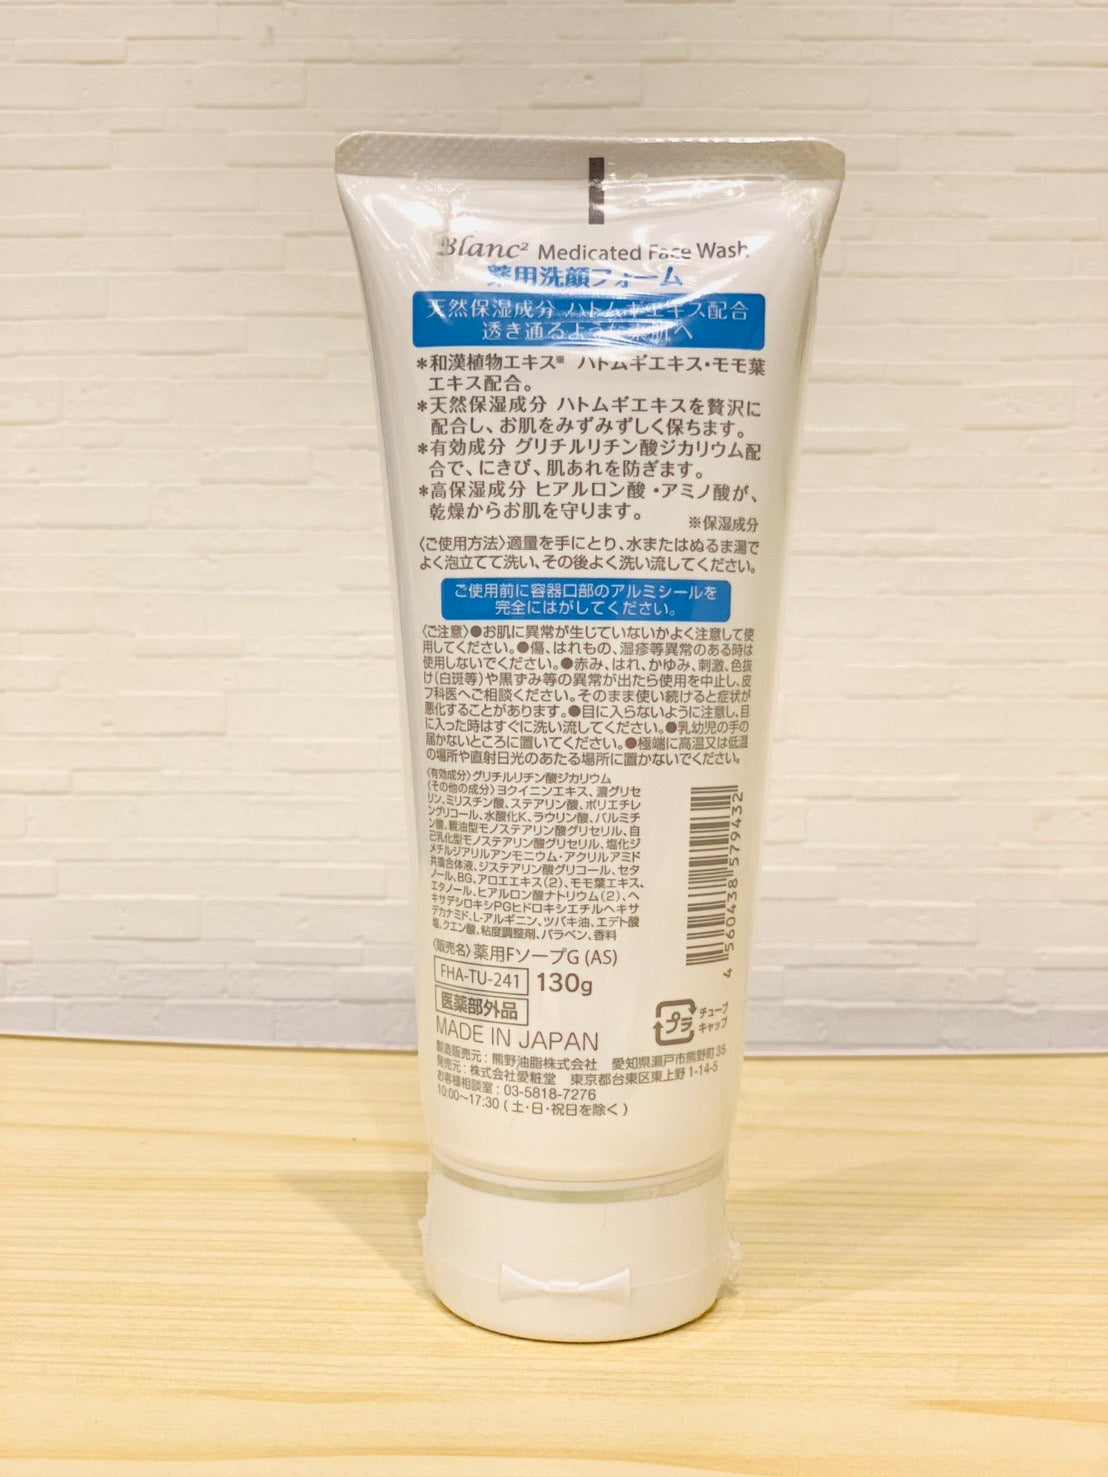 Blanc² Medicated Face Wash
薬用洗顔フォーム
天然保湿成分 ハトムギエキス配合
透き通るような素肌へ
*和漢植物エキス※ ハトムギエキス・モモ葉
エキス配合。
*天然保湿成分 ハトムギエキスを贅沢に
配合し、お肌をみずみずしく保ちます。
*有効成分 グリチルリチン酸ジカリウム配
合で、にきび、肌あれを防ぎます。
*高保湿成分 ヒアルロン酸・アミノ酸が、
乾燥からお肌を守ります。
※保湿成分
〈ご使用方法〉適量を手にとり、水またはぬるま湯で
よく泡立てて洗い、その後よく洗い流してください。
ご使用前に容器口部のアルミシールを
完全にはがしてください。
〈ご注意〉●お肌に異常が生じていないかよく注意して使
用してください。●傷、はれもの、湿疹等異常のある時は
使用しないでください。●赤み、はれ、かゆみ、刺激、色抜
け(白斑等)や黒ずみ等の異常が出たら使用を中止し、皮
フ科医へご相談ください。そのまま使い続けると症状が
悪化することがあります。●目に入らないように注意し、目
に入った時はすぐに洗い流してください。●乳幼児の手の
届かないところに置いてください。●極端に高温又は低温
の場所や直射日光のあたる場所に置かないでください。
〈有効成分〉グリチルリチン酸ジカリウム
〈その他の成分〉ヨクイニンエキス、濃グリセ
リン、ミリスチン酸、ステアリン酸、ポリエチレ
ングリコール、水酸化K、ラウリン酸、パルミチ
ン酸、親油型モノステアリン酸グリセリル、自
己乳化型モノステアリン酸グリセリル、塩化ジ
メチルジアリルアンモニウム・アクリルアミド
共重合体液、ジステアリン酸グリコール、セタ
ノール、BG、アロエエキス(2)、モモ葉エキス、
エタノール、ヒアルロン酸ナトリウム(2)、ヘ
キサデシロキシPGヒドロキシエチルヘキサ
デカナミド、L-アルギニン、ツバキ油、エデト酸
塩、クエン酸、粘度調整剤、パラベン、香料
〈販売名〉薬用FソープG (AS)
FHA-TU-241 130g
医薬部外品
MADE IN JAPAN
4 560438 579432
プラ
チューブ
キャップ
製造販売元：熊野油脂株式会社 愛知県瀬戸市熊野町35
発売元：株式会社愛粧堂 東京都台東区東上野1-14-5
お客様相談室：03-5818-7276
10:00～17:30 (土・日・祝日を除く)